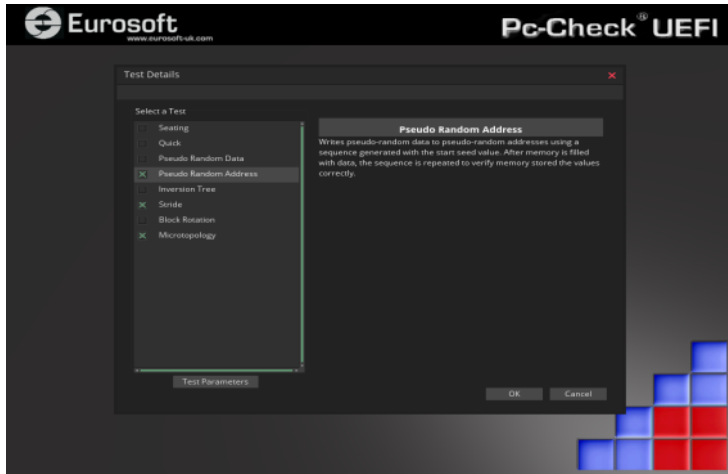 Eurosoft
www.eurosoft-uk.com
Pc-Check® UEFI
Test Details
Select a Test
Seating
Quick
Pseudo Random Data
Pseudo Random Address
Inversion Tree
Stride
Block Rotation
Microtopology
Test Parameters
Pseudo Random Address
Writes pseudo-random data to pseudo-random addresses using a
sequence generated with the start seed value. After memory is filled
with data, the sequence is repeated to verify memory stored the values
correctly.
OK Cancel